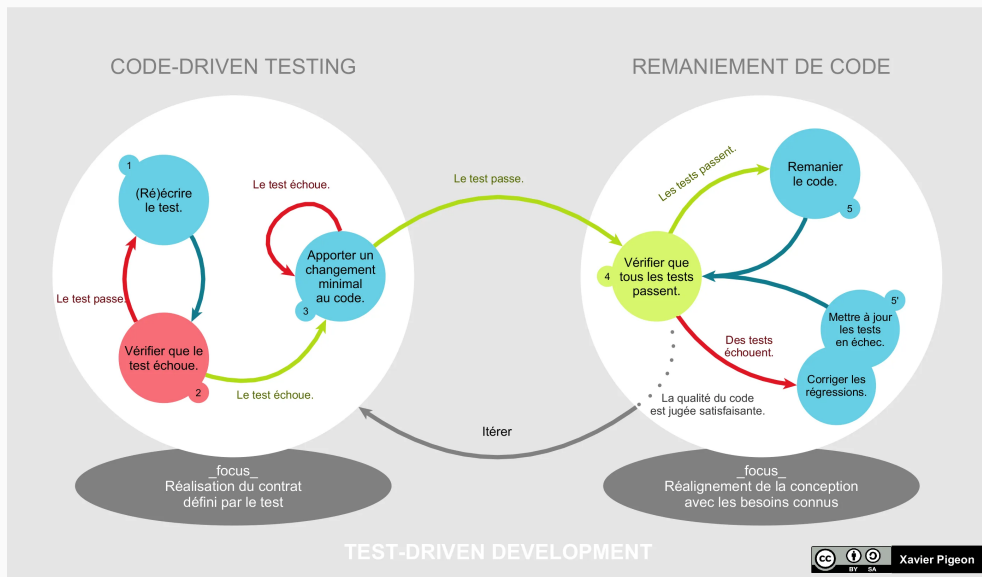 CODE-DRIVEN TESTING
REMANIEMENT DE CODE
1
(Ré)écrire
le test.
Le test échoue.
Le test passe.
Les tests passent.
Remanier
le code.
5
Apporter un
changement
minimal
au code.
3
4
Vérifier que
tous les tests
passent.
Le test passe.
5'
Mettre à jour
les tests
en échec.
Vérifier que le
test échoue.
2
Des tests
échouent.
Corriger les
régressions.
Le test échoue.
La qualité du code
est jugée satisfaisante.
Itérer
_focus_
Réalisation du contrat
défini par le test
_focus_
Réalignement de la conception
avec les besoins connus
TEST-DRIVEN DEVELOPMENT
cc
BY SA
Xavier Pigeon